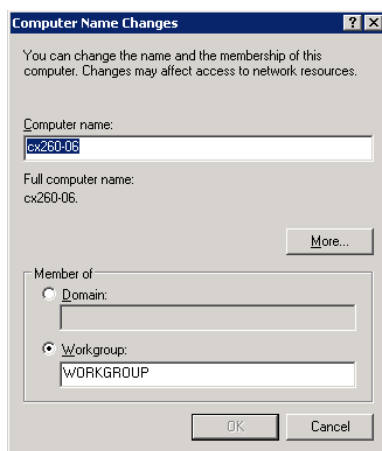 Computer Name Changes
You can change the name and the membership of this
computer. Changes may affect access to network resources.
Computer name:
cx260-06
Full computer name:
cx260-06.
More...
Member of
Domain:
Workgroup:
WORKGROUP
OK
Cancel